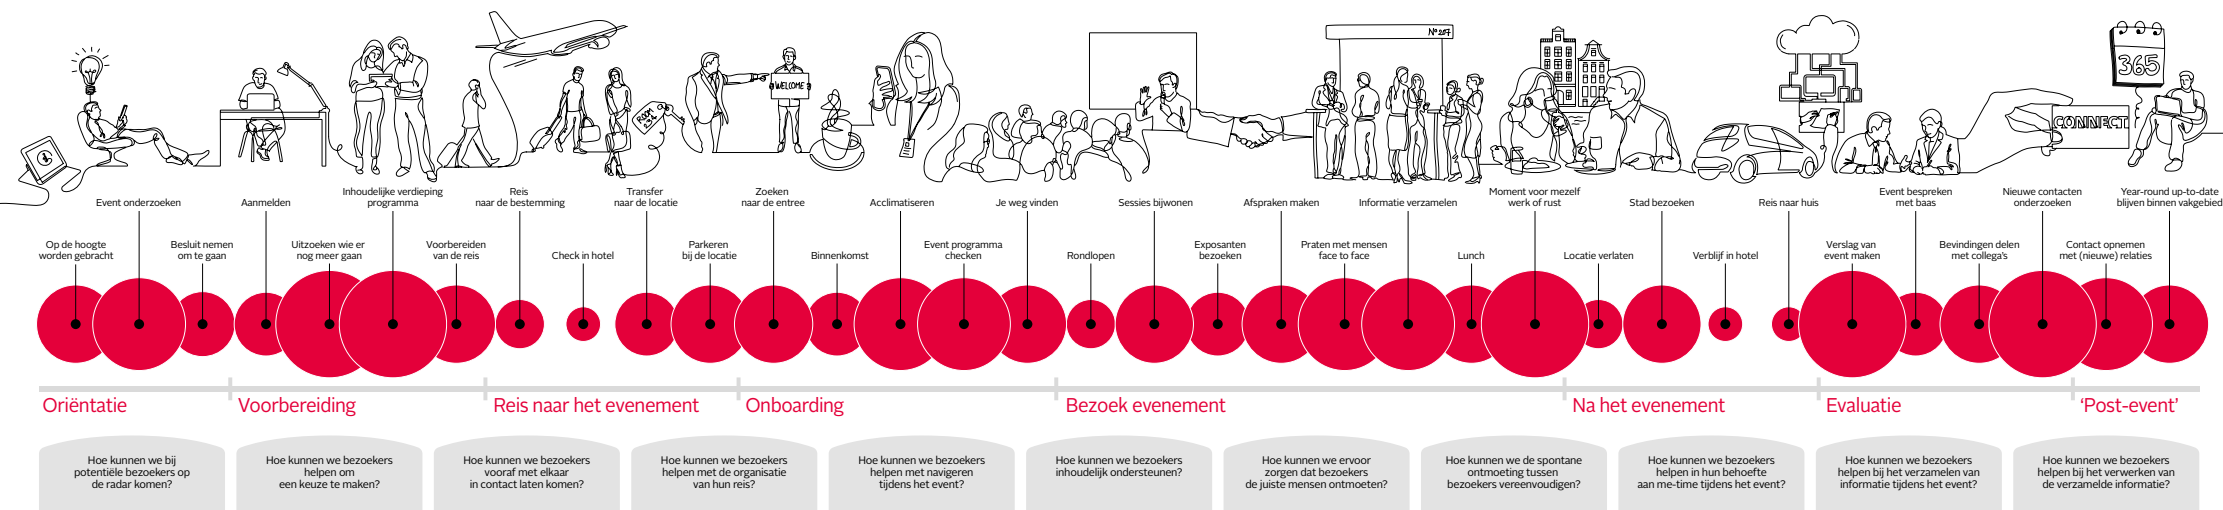 WELCOME
ROOM
234
Nº 207
365
CONNECT
Event onderzoeken
Aanmelden
Inhoudelijke verdieping
programma
Reis
naar de bestemming
Transfer
naar de locatie
Zoeken
naar de entree
Acclimatiseren
Je weg vinden
Sessies bijwonen
Afspraken maken
Informatie verzamelen
Moment voor mezelf
werk of rust
Stad bezoeken
Reis naar huis
Event bespreken
met baas
Nieuwe contacten
onderzoeken
Year-round up-to-date
blijven binnen vakgebied
Op de hoogte
worden gebracht
Besluit nemen
om te gaan
Uitzoeken wie er
nog meer gaan
Voorbereiden
van de reis
Check in hotel
Parkeren
bij de locatie
Binnenkomst
Event programma
checken
Rondlopen
Exposanten
bezoeken
Praten met mensen
face to face
Lunch
Locatie verlaten
Verblijf in hotel
Verslag van
event maken
Bevindingen delen
met collega's
Contact opnemen
met (nieuwe) relaties
Oriëntatie
Voorbereiding
Reis naar het evenement
Onboarding
Bezoek evenement
Na het evenement
Evaluatie
'Post-event'
Hoe kunnen we bij
potentiële bezoekers op
de radar komen?
Hoe kunnen we bezoekers
helpen om
een keuze te maken?
Hoe kunnen we bezoekers
vooraf met elkaar
in contact laten komen?
Hoe kunnen we bezoekers
helpen met de organisatie
van hun reis?
Hoe kunnen we bezoekers
helpen met navigeren
tijdens het event?
Hoe kunnen we bezoekers
inhoudelijk ondersteunen?
Hoe kunnen we ervoor
zorgen dat bezoekers
de juiste mensen ontmoeten?
Hoe kunnen we de spontane
ontmoeting tussen
bezoekers vereenvoudigen?
Hoe kunnen we bezoekers
helpen in hun behoefte
aan me-time tijdens het event?
Hoe kunnen we bezoekers
helpen bij het verzamelen van
informatie tijdens het event?
Hoe kunnen we bezoekers
helpen bij het verwerken van
de verzamelde informatie?